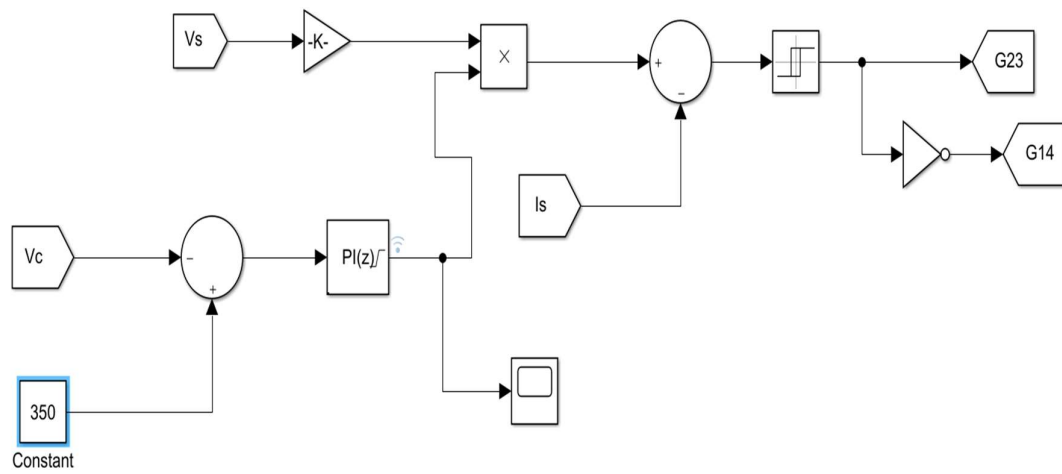 Vs
-K-
×
+
−
G23
G14
Is
Vc
−
+
PI(z)
350
Constant